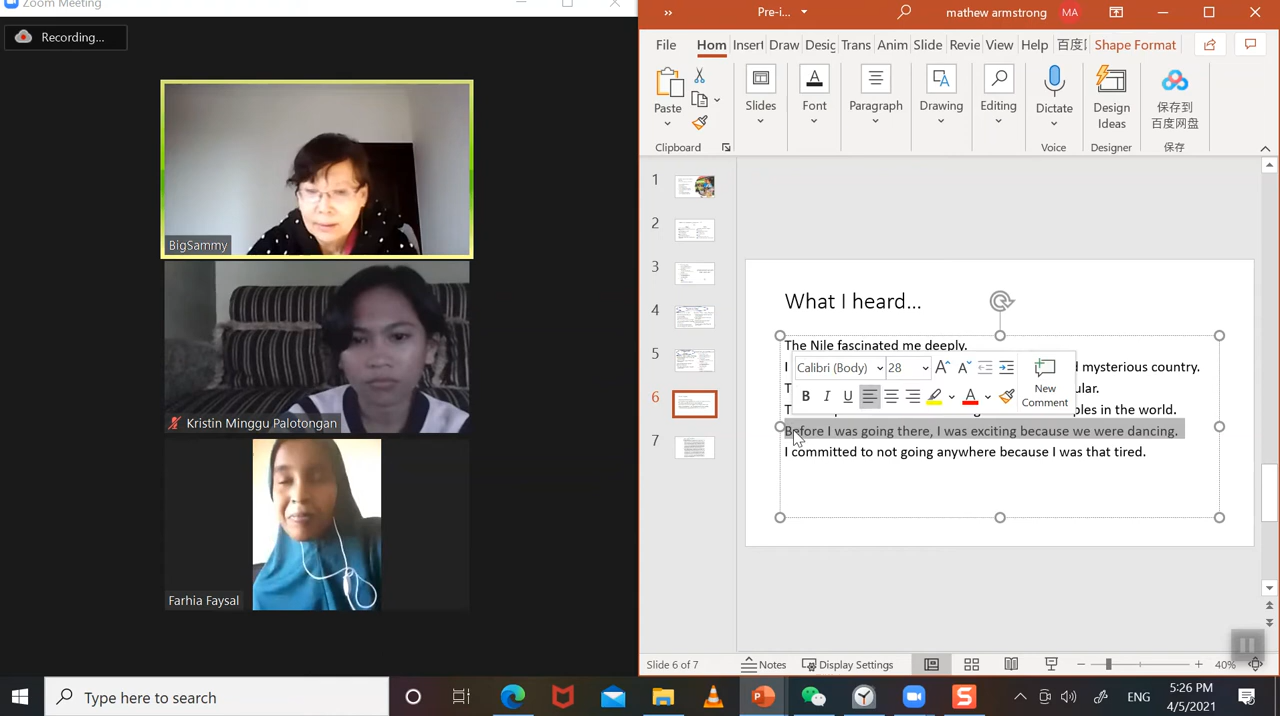 Zoom Meeting
Recording...
BigSammy
Kristin Minggu Palotongan
Farhia Faysal
Pre-i...
mathew armstrong
MA
File
Hom
Insert
Draw
Desig
Trans
Anim
Slide
Revie
View
Help
百度
Shape Format
Paste
Slides
Font
Paragraph
Drawing
Editing
Dictate
Design
Ideas
保存到
百度网盘
Clipboard
Voice
Designer
保存
1
2
3
4
5
6
7
What I heard...
The Nile fascinated me deeply.
I
d mysterious country.
T
ular.
ples in the world.
Before I was going there, I was exciting because we were dancing.
I committed to not going anywhere because I was that tired.
Calibri (Body)
28
B I U
A
New
Comment
Slide 6 of 7
Notes
Display Settings
40%
Type here to search
ENG
5:26 PM
4/5/2021